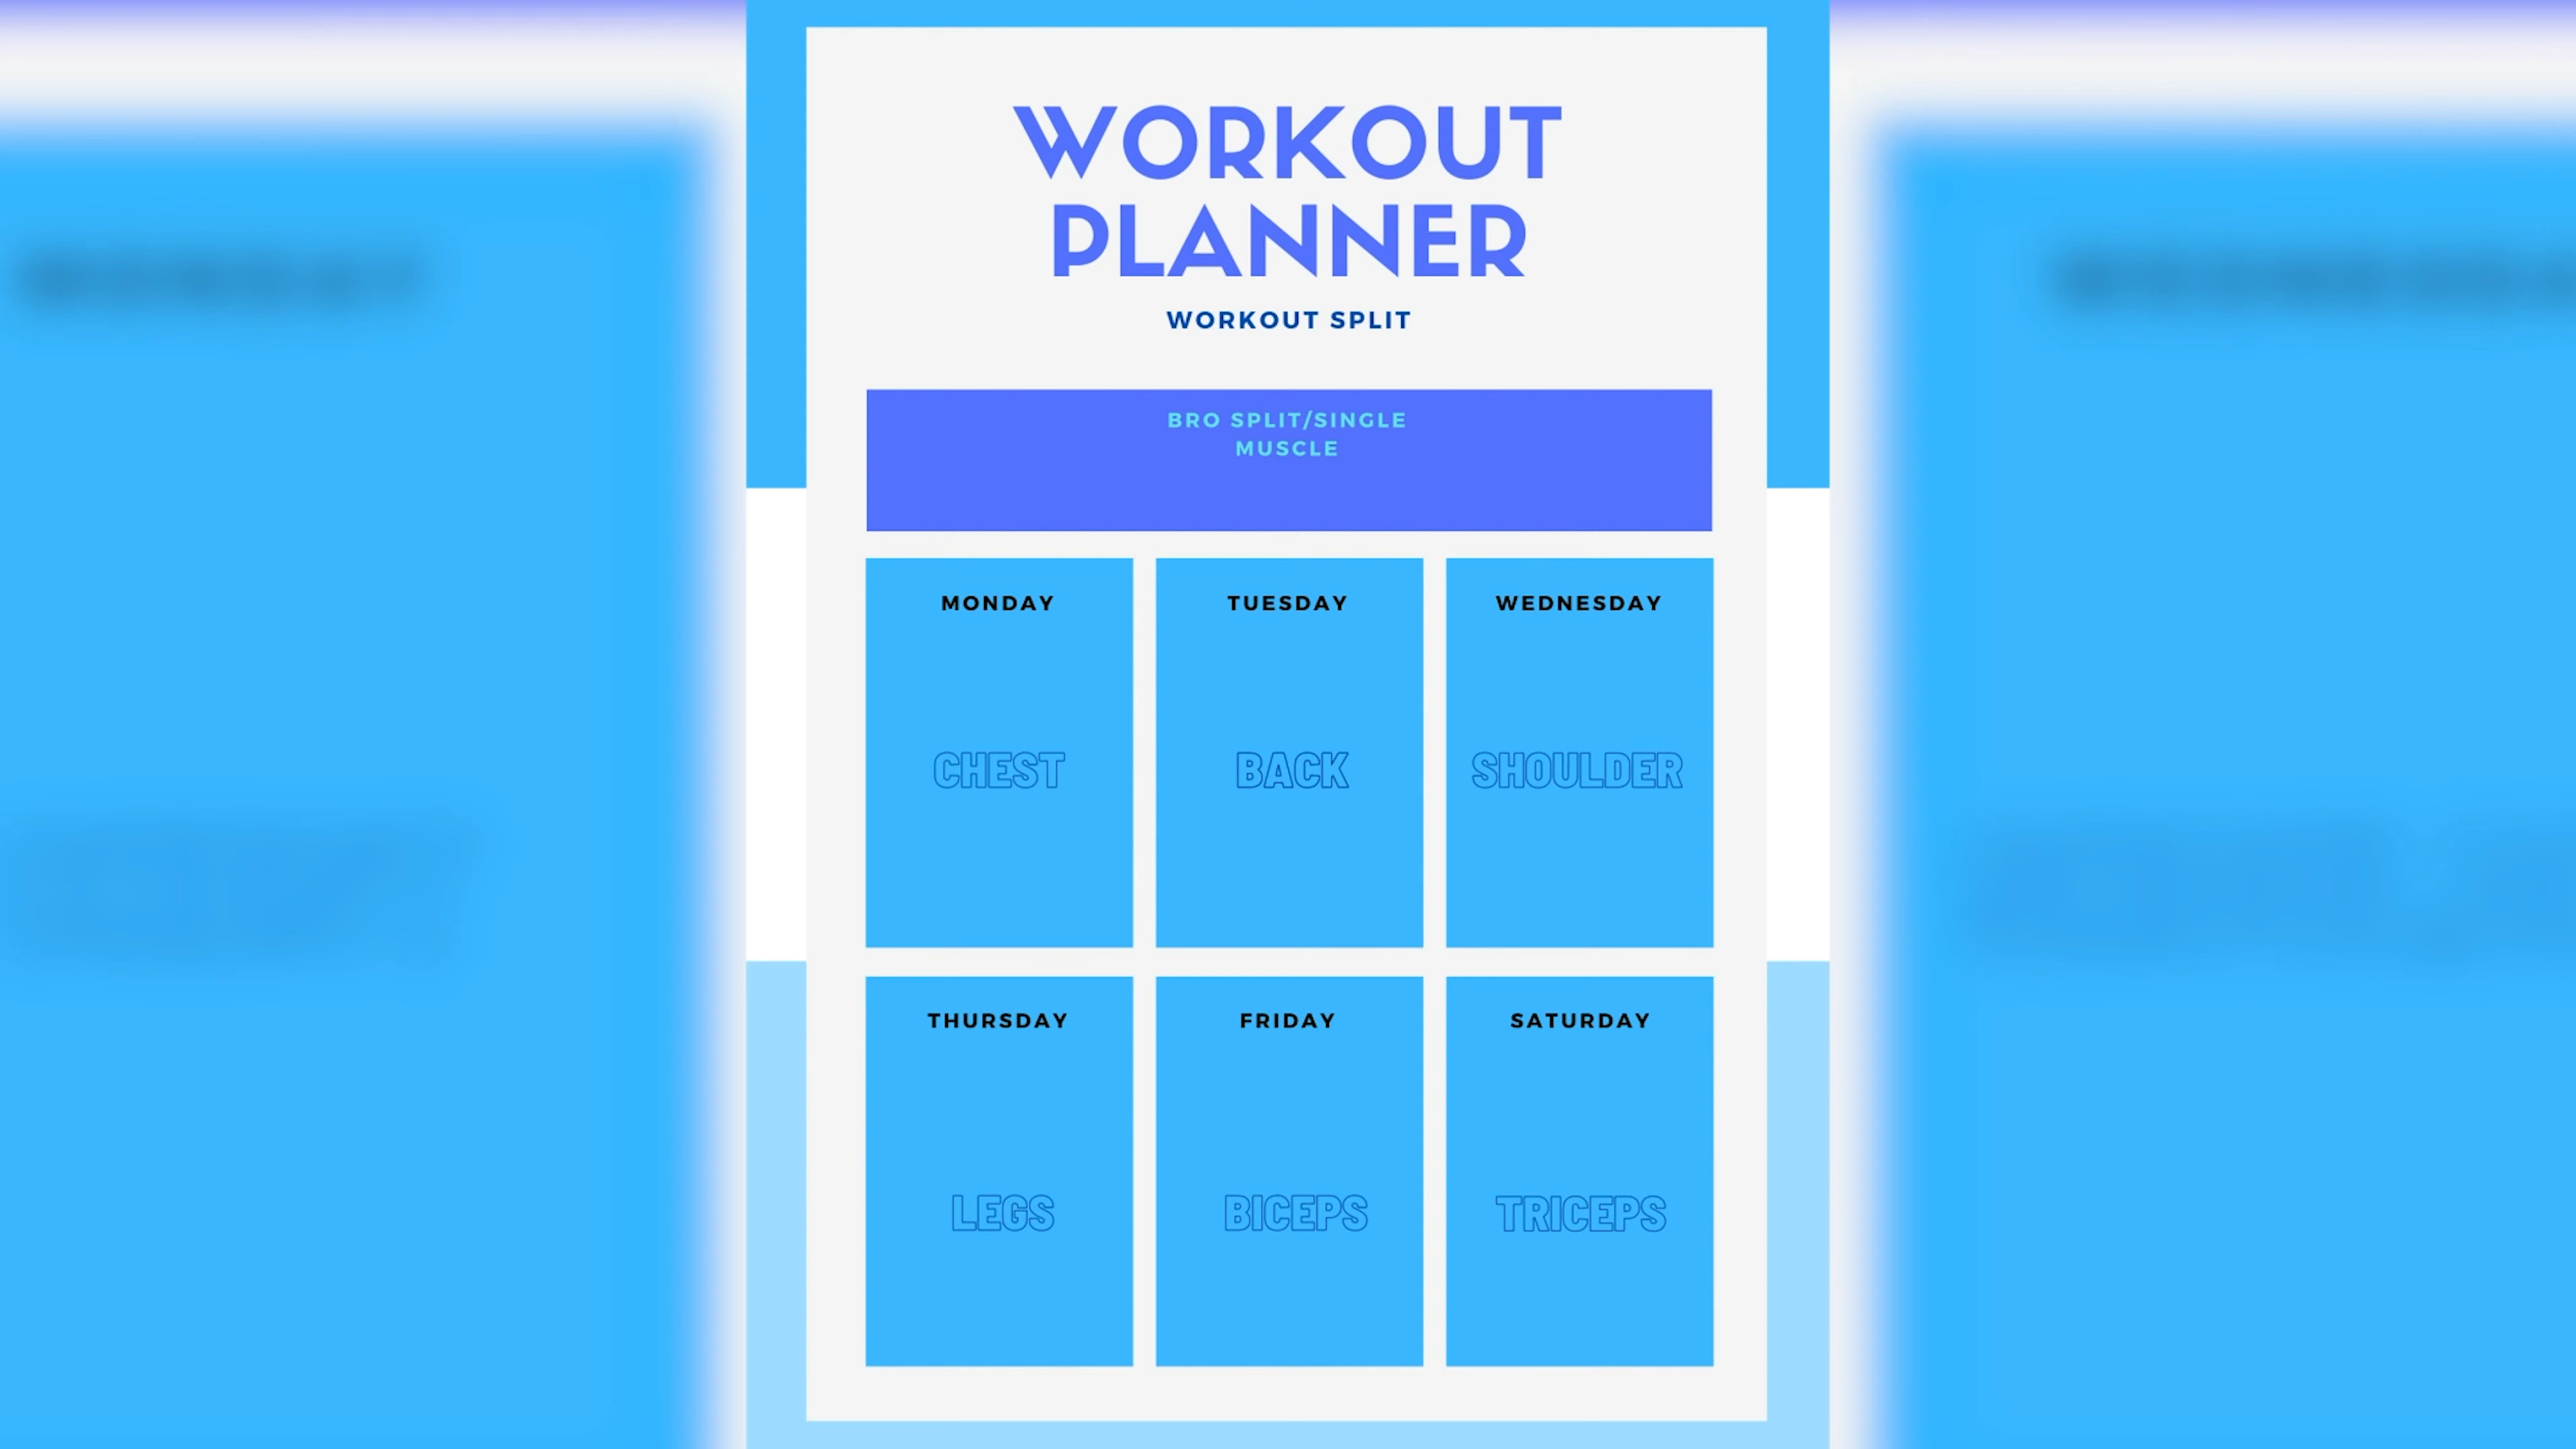 WORKOUT
PLANNER
WORKOUT SPLIT
BRO SPLIT/SINGLE
MUSCLE
MONDAY
TUESDAY
WEDNESDAY
CHEST
BACK
SHOULDER
THURSDAY
FRIDAY
SATURDAY
LEGS
BICEPS
TRICEPS